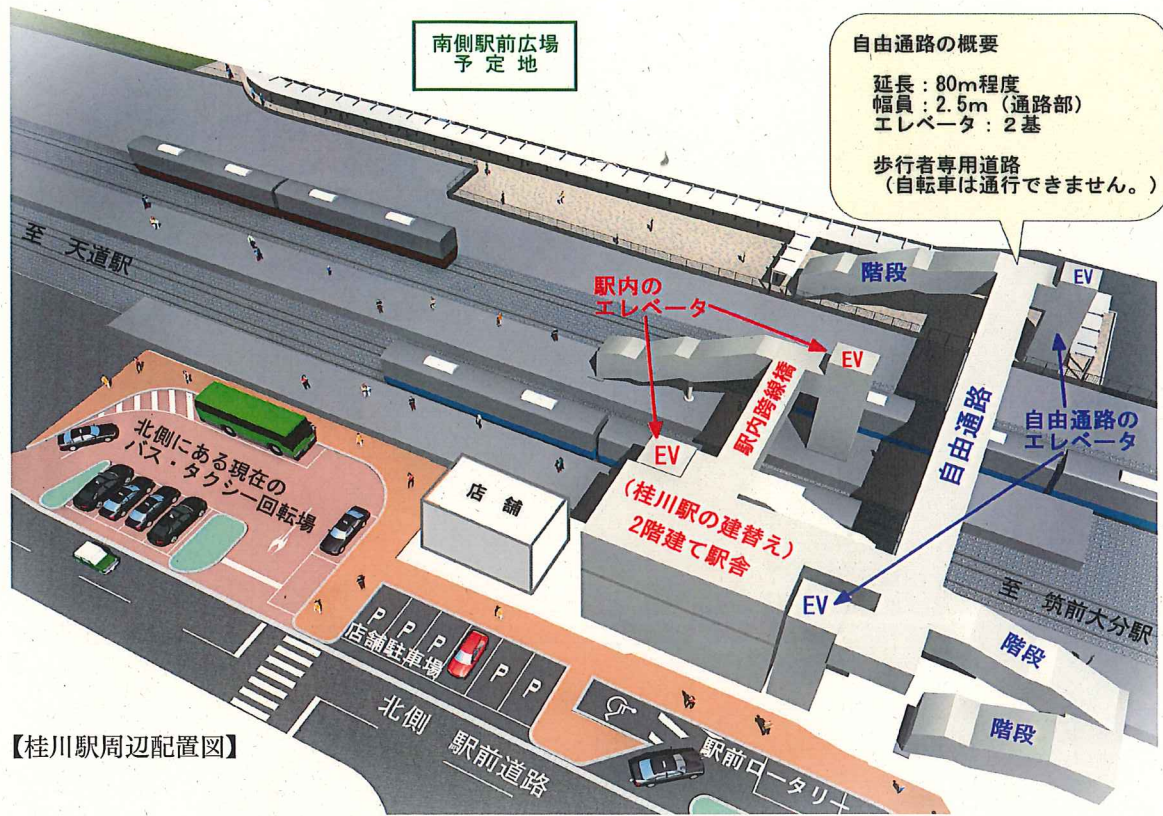 南側駅前広場
予定地
自由通路の概要
延長：80m程度
幅員：2.5m（通路部）
エレベータ：２基
歩行者専用道路
（自転車は通行できません。）
至 天道駅
階段
EV
駅内の
エレベータ
EV
駅内跨線橋
自由通路
自由通路の
エレベータ
北側にある現在の
バス・タクシー回転場
店舗
EV
（桂川駅の建替え）
2階建て駅舎
EV
至 筑前大分駅
P
P
P
P
P
店舗駐車場
階段
階段
北側 駅前道路
駅前ロータリー
【桂川駅周辺配置図】